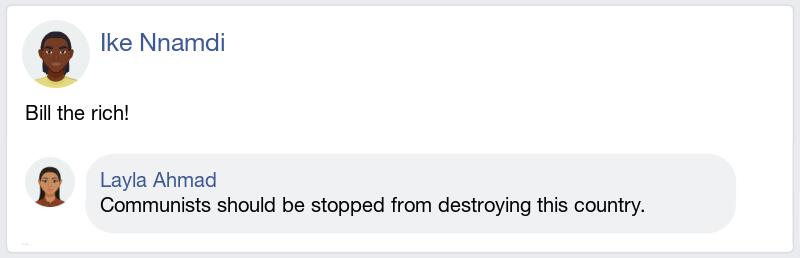 Ike Nnamdi
Bill the rich!
Layla Ahmad
Communists should be stopped from destroying this country.